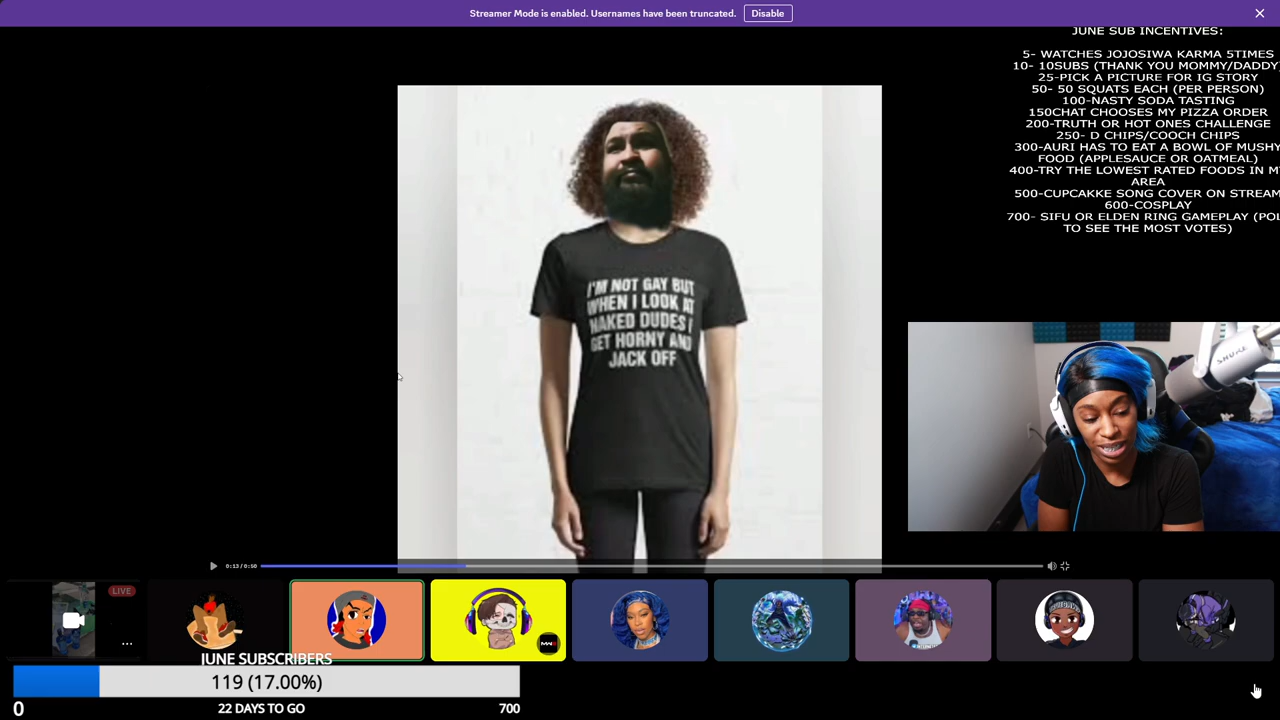 Streamer Mode is enabled. Usernames have been truncated.
Disable
JUNE SUB INCENTIVES:
5- WATCHES JOJOSIWA KARMA 5TIMES
10- 10SUBS (THANK YOU MOMMY/DADDY
25-PICK A PICTURE FOR IG STORY
50- 50 SQUATS EACH (PER PERSON)
100-NASTY SODA TASTING
150CHAT CHOOSES MY PIZZA ORDER
200-TRUTH OR HOT ONES CHALLENGE
250- D CHIPS/COOCH CHIPS
300-AURI HAS TO EAT A BOWL OF MUSHY
FOOD (APPLESAUCE OR OATMEAL)
400-TRY THE LOWEST RATED FOODS IN M
AREA
500-CUPCAKKE SONG COVER ON STREAM
600-COSPLAY
700- SIFU OR ELDEN RING GAMEPLAY (POL
TO SEE THE MOST VOTES)
I'M NOT GAY BUT
WHEN I LOOK AT
NAKED DUDES I
GET HORNY AND
JACK OFF
SHURE
0:13 / 0:50
LIVE
JUNE SUBSCRIBERS
119 (17.00%)
0
22 DAYS TO GO
700